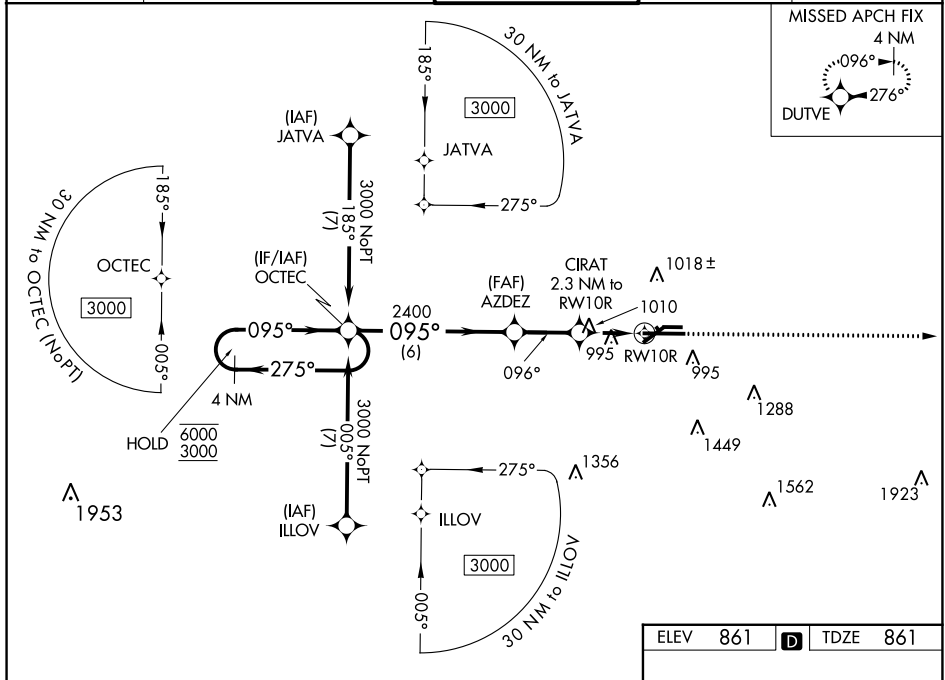 MISSED APCH FIX
4 NM
096°
276°
DUTVE
30 NM to JATVA
185°
3000
JATVA
275°
(IAF)
JATVA
3000 NoPT
185°
(7)
30 NM to OCTEC (NoPT)
185°
OCTEC
3000
005°
(IF/IAF)
OCTEC
095°
275°
4 NM
HOLD
6000
3000
2400
095°
(6)
(FAF)
AZDEZ
096°
CIRAT
2.3 NM to
RW10R
1018 ±
1010
995
RW10R
995
1288
1449
1356
1562
1923
1953
3000 NoPT
005°
(7)
(IAF)
ILLOV
275°
ILLOV
3000
005°
30 NM to ILLOV
ELEV 861 D TDZE 861